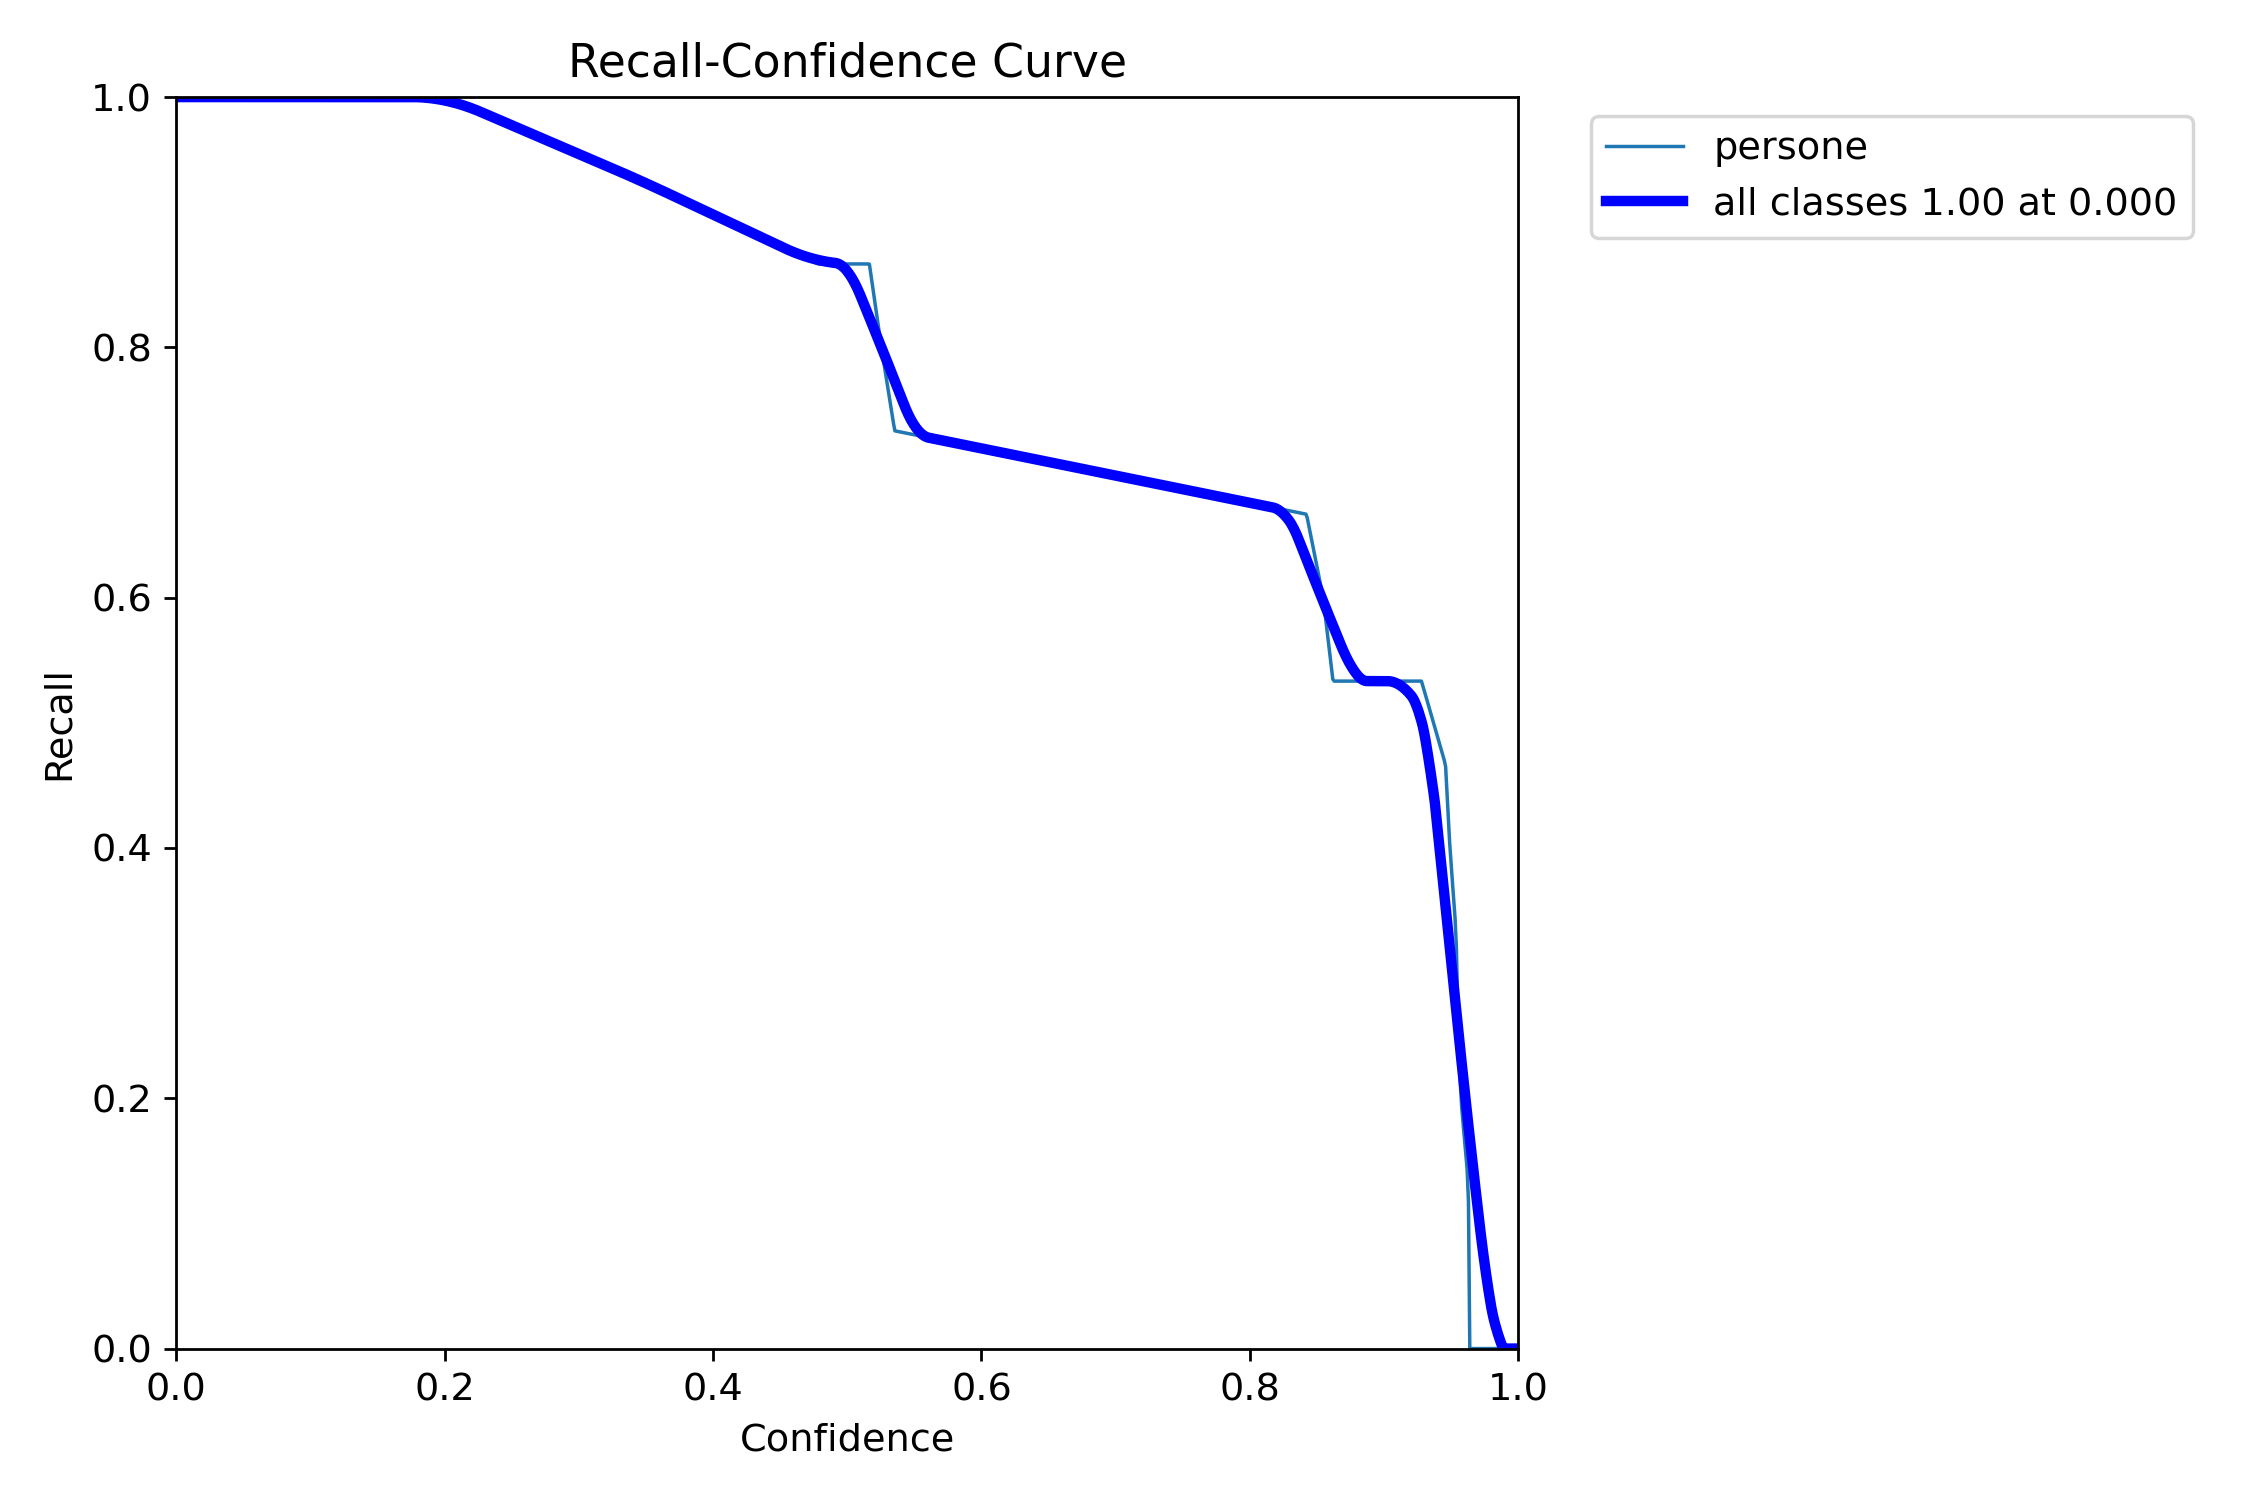 Recall-Confidence Curve
persone
all classes 1.00 at 0.000
1.0
0.8
0.6
0.4
0.2
0.0
Recall
0.0 0.2 0.4 0.6 0.8 1.0
Confidence